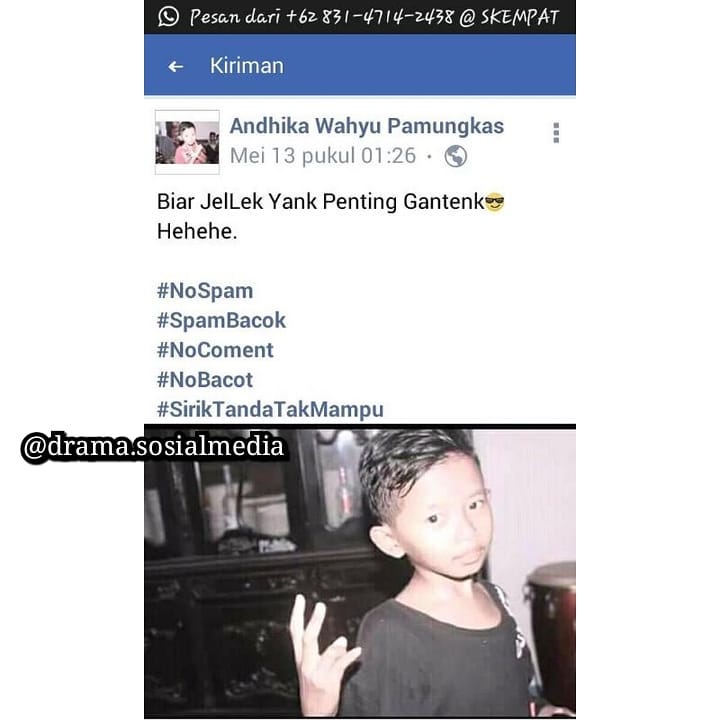 Pesan dari +62 831-4714-2438 @ SKEMPAT
Kiriman
Andhika Wahyu Pamungkas
Mei 13 pukul 01:26 ·
Biar JelLek Yank Penting Gantenk😎
Hehehe.
#NoSpam
#SpamBacok
#NoComent
#NoBacot
#SirikTandaTakMampu
@drama.sosialmedia